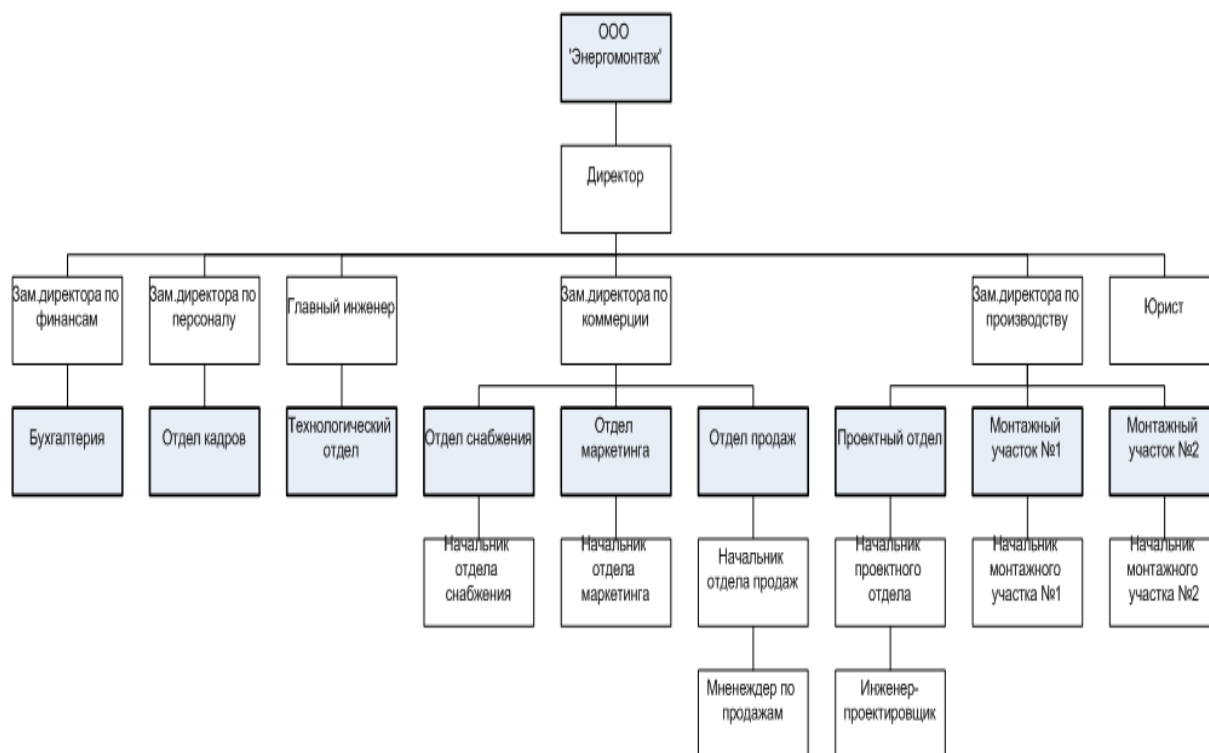 ООО
'Энергомонтаж'
Директор
Зам.директора по
финансам
Зам.директора по
персоналу
Главный инженер
Зам.директора по
коммерции
Зам.директора по
производству
Юрист
Бухгалтерия
Отдел кадров
Технологический
отдел
Отдел снабжения
Отдел
маркетинга
Отдел продаж
Проектный отдел
Монтажный
участок №1
Монтажный
участок №2
Начальник
отдела
снабжения
Начальник
отдела
маркетинга
Начальник
отдела продаж
Начальник
проектного
отдела
Начальник
монтажного
участка №1
Начальник
монтажного
участка №2
Мненеждер по
продажам
Инженер-
проектировщик